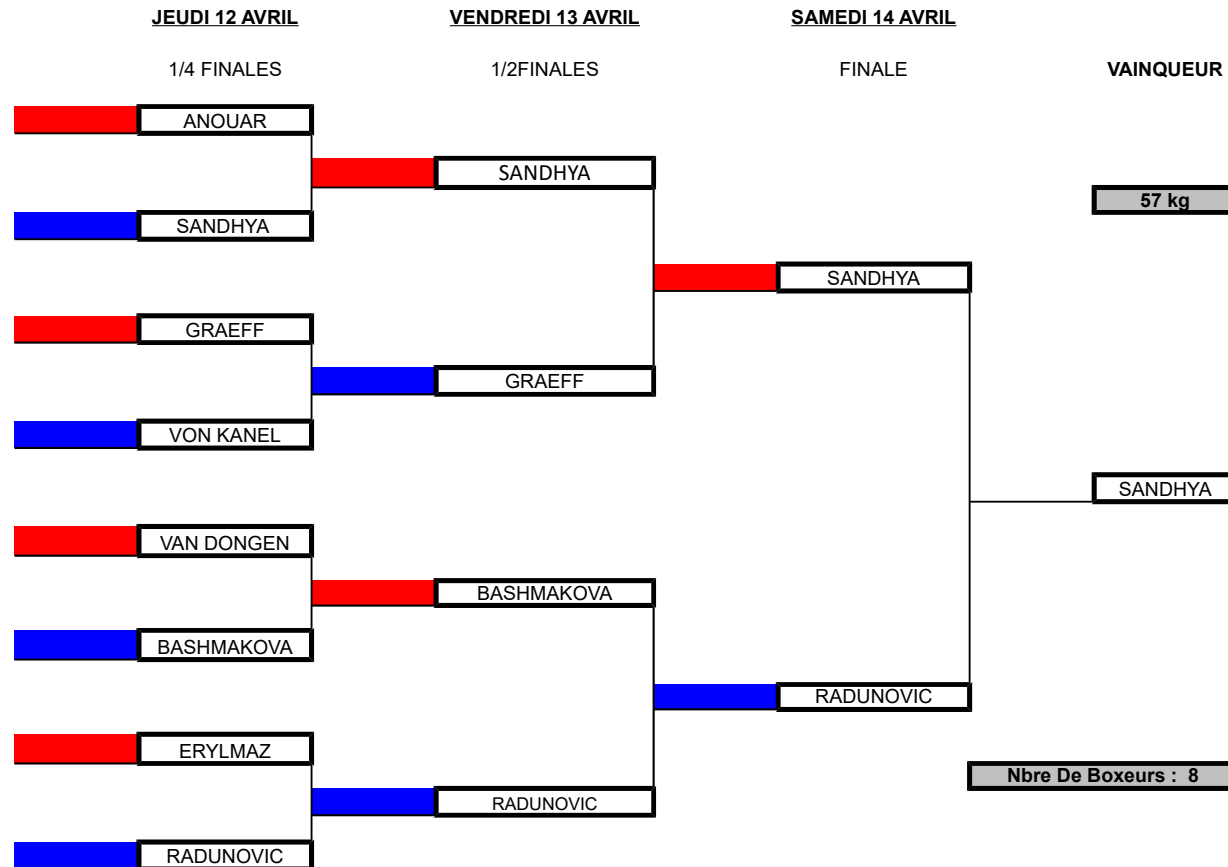 JEUDI 12 AVRIL VENDREDI 13 AVRIL SAMEDI 14 AVRIL
1/4 FINALES 1/2FINALES FINALE VAINQUEUR
ANOUAR
SANDHYA
57 kg
SANDHYA
SANDHYA
GRAEFF
GRAEFF
VON KANEL
SANDHYA
VAN DONGEN
BASHMAKOVA
BASHMAKOVA
RADUNOVIC
ERYLMAZ
Nbre De Boxeurs : 8
RADUNOVIC
RADUNOVIC